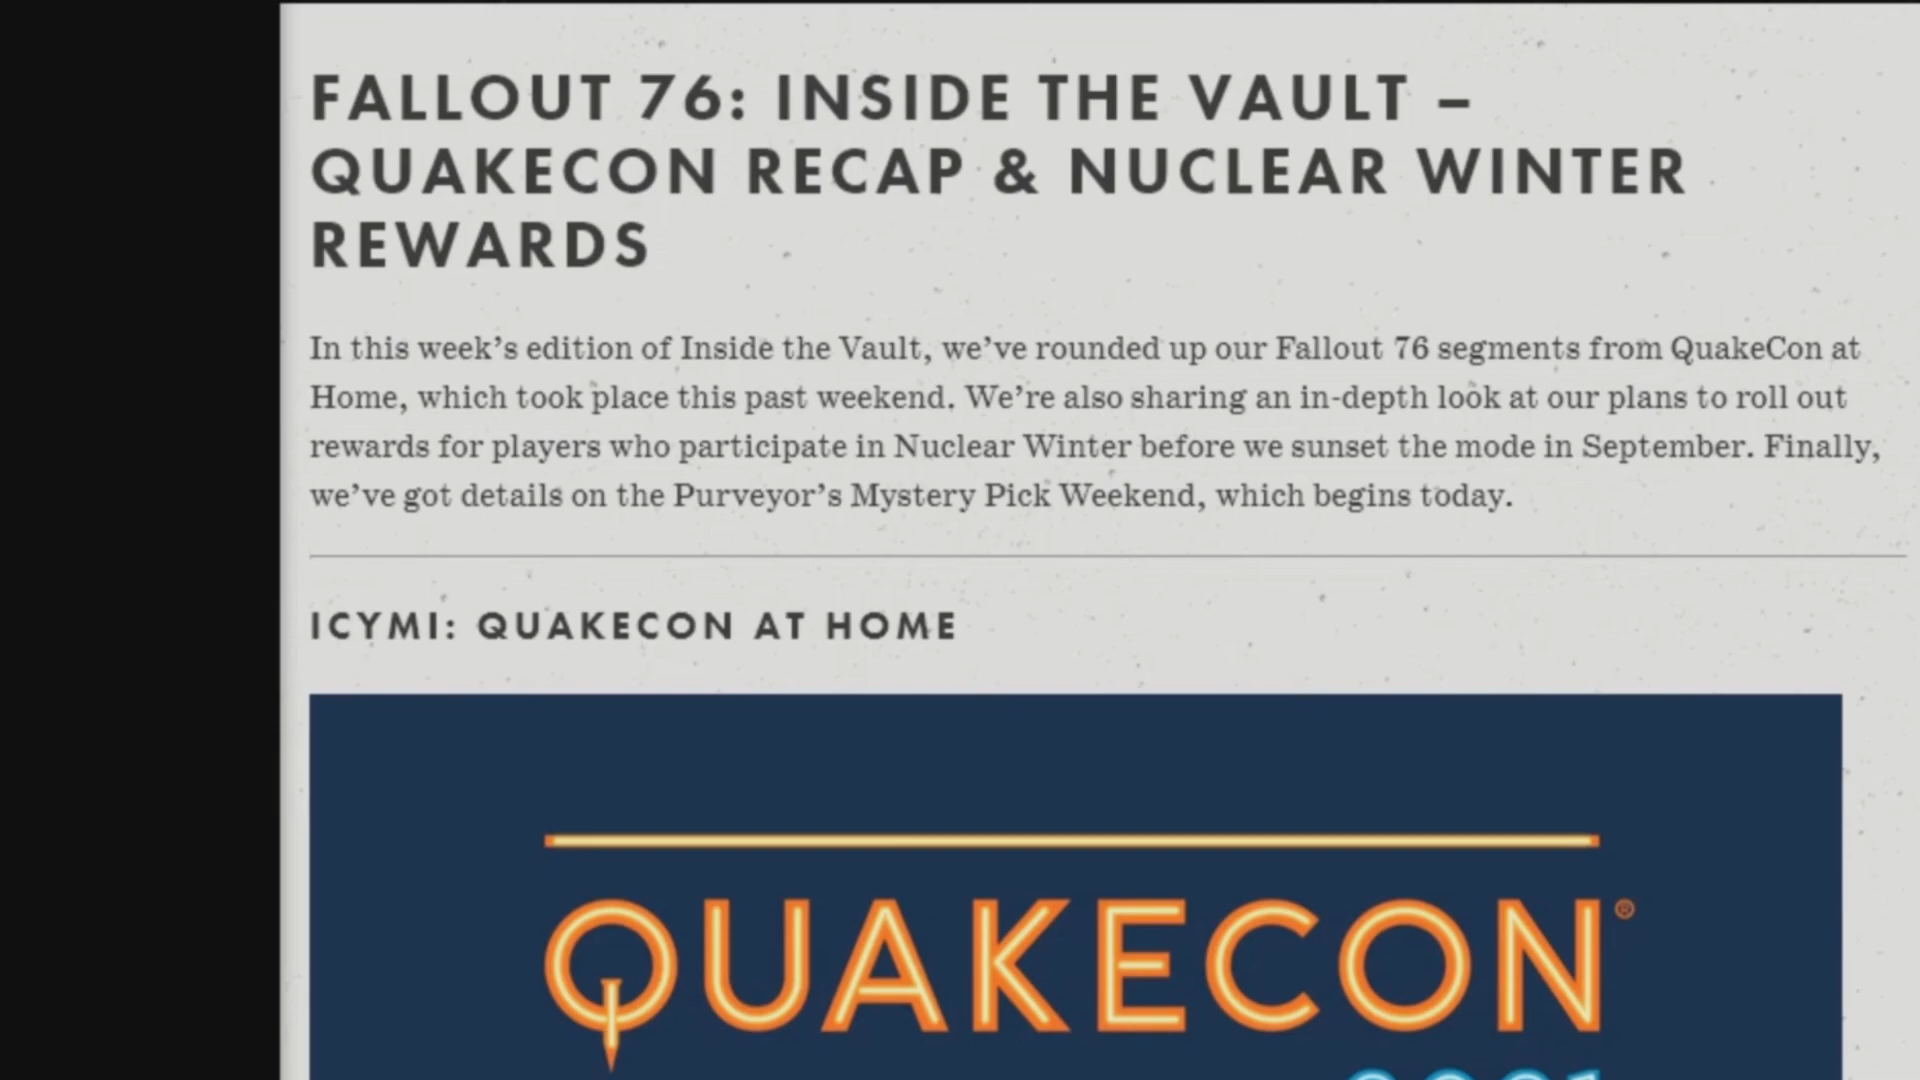 FALLOUT 76: INSIDE THE VAULT –
QUAKECON RECAP & NUCLEAR WINTER
REWARDS
In this week’s edition of Inside the Vault, we’ve rounded up our Fallout 76 segments from QuakeCon at
Home, which took place this past weekend. We’re also sharing an in-depth look at our plans to roll out
rewards for players who participate in Nuclear Winter before we sunset the mode in September. Finally,
we’ve got details on the Purveyor’s Mystery Pick Weekend, which begins today.
ICYMI: QUAKECON AT HOME
QUAKECON®